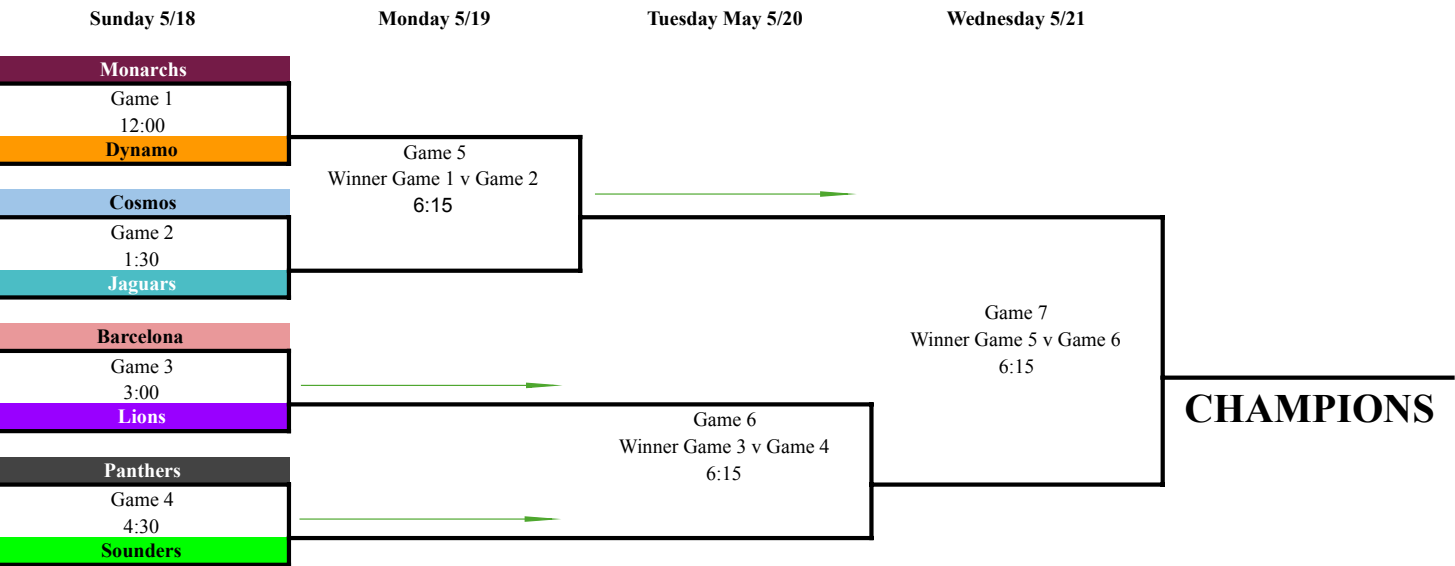 Sunday 5/18
Monday 5/19
Tuesday May 5/20
Wednesday 5/21
Monarchs
Game 1
12:00
Dynamo
Cosmos
Game 2
1:30
Jaguars
Barcelona
Game 3
3:00
Lions
Panthers
Game 4
4:30
Sounders
Game 5
Winner Game 1 v Game 2
6:15
Game 6
Winner Game 3 v Game 4
6:15
Game 7
Winner Game 5 v Game 6
6:15
CHAMPIONS